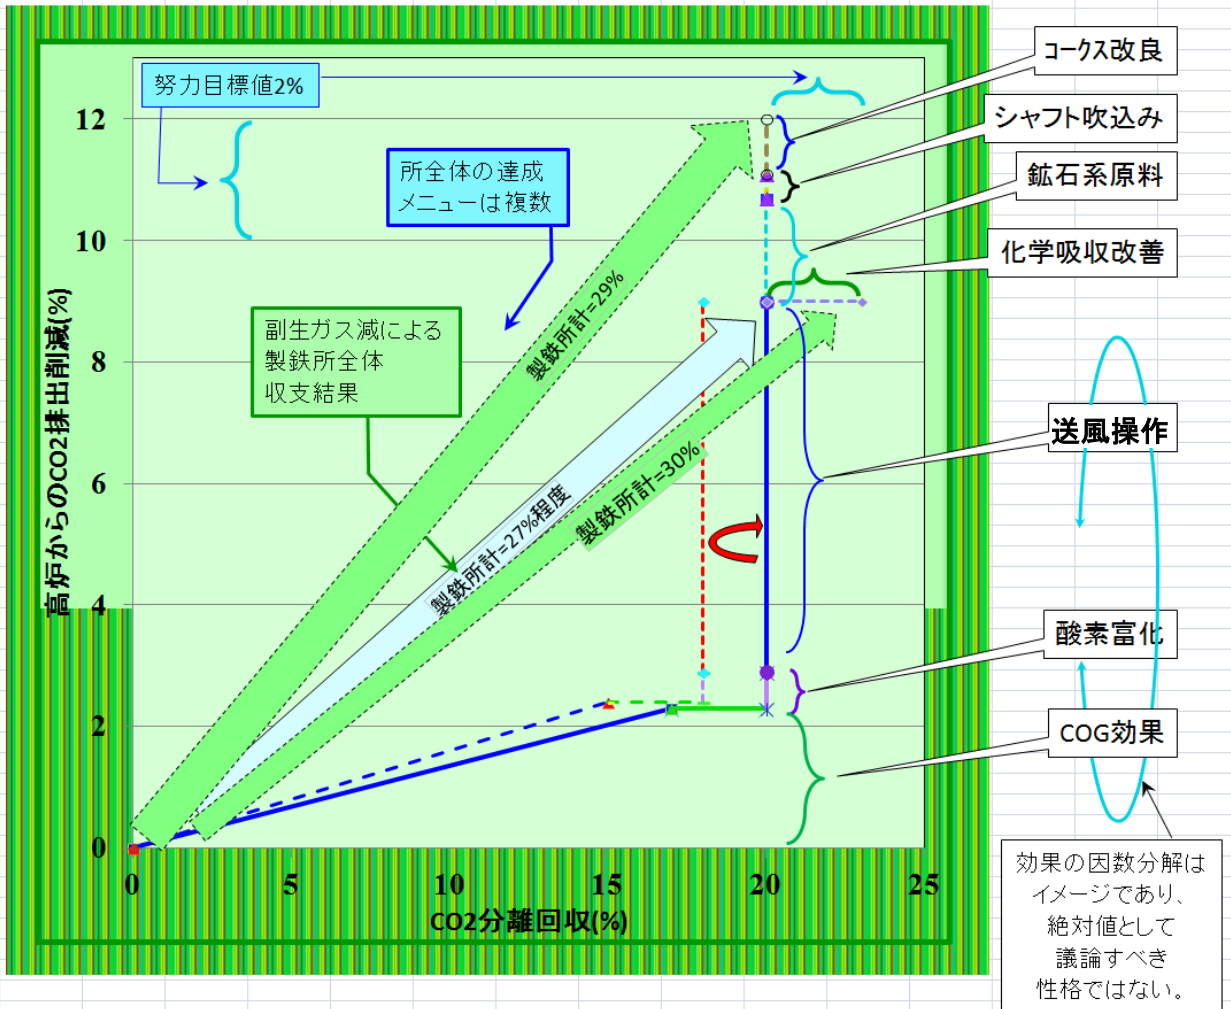 努力目標値2%
所全体の達成
メニューは複数
副生ガス減による
製鉄所全体
収支結果
製鉄所計=29%
製鉄所計=27%程度
製鉄所計=30%
コークス改良
シャフト吹込み
鉱石系原料
化学吸収改善
送風操作
酸素富化
COG効果
効果の因数分解は
イメージであり、
絶対値として
議論すべき
性格ではない。
高炉からのCO2排出削減(%)
12
10
8
6
4
2
0
0 5 10 15 20 25
CO2分離回収(%)